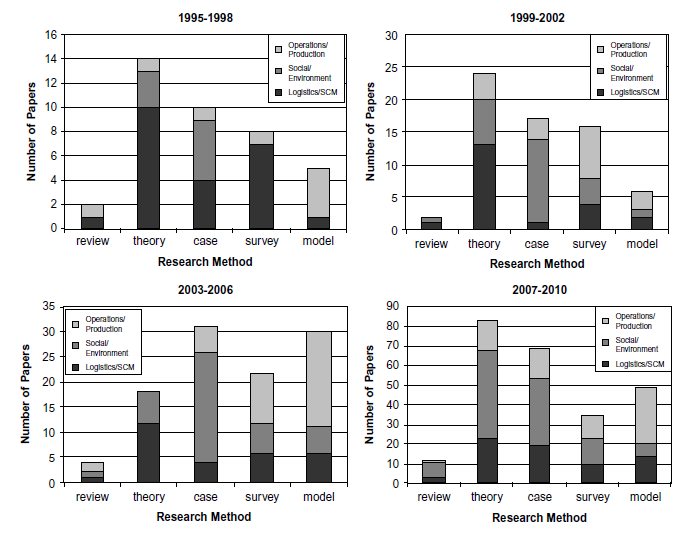 1995-1998
Number of Papers
16
14
12
10
8
6
4
2
0
Operations/
Production
Social/
Environment
Logistics/SCM
review theory case survey model
Research Method
1999-2002
Number of Papers
30
25
20
15
10
5
0
Operations/
Production
Social/
Environment
Logistics/SCM
review theory case survey model
Research Method
2003-2006
Number of Papers
35
30
25
20
15
10
5
0
Operations/
Production
Social/
Environment
Logistics/SCM
review theory case survey model
Research Method
2007-2010
Number of Papers
90
80
70
60
50
40
30
20
10
0
Operations/
Production
Social/
Environment
Logistics/SCM
review theory case survey model
Research Method